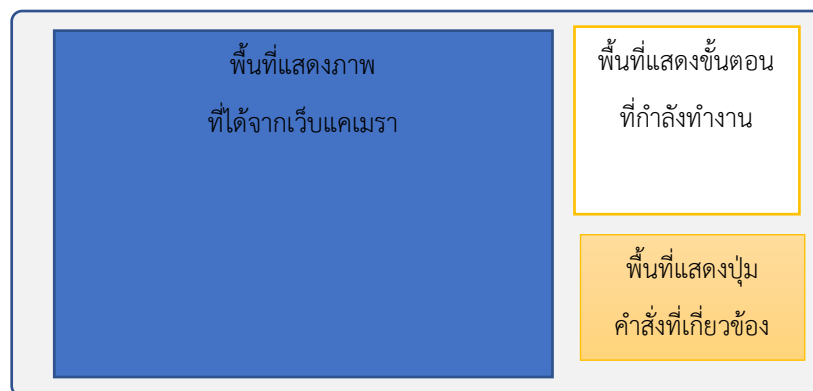 พื้นที่แสดงภาพ
ที่ได้จากเว็บแคเมรา
พื้นที่แสดงขั้นตอน
ที่กำลังทำงาน
พื้นที่แสดงปุ่ม
คำสั่งที่เกี่ยวข้อง